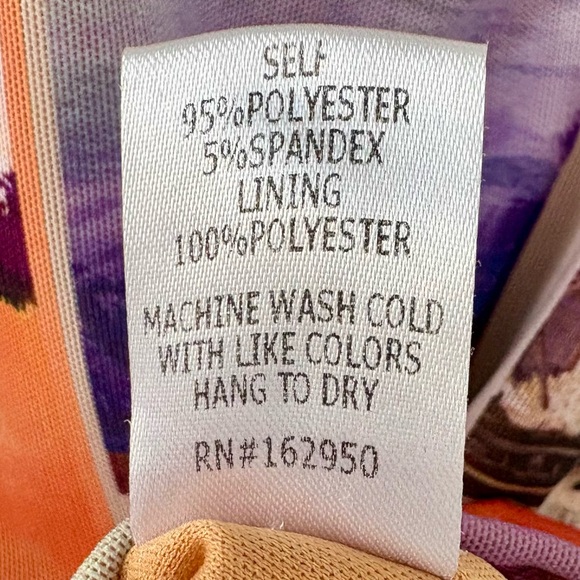 SELF
95%POLYESTER
5%SPANDEX
LINING
100%POLYESTER
MACHINE WASH COLD
WITH LIKE COLORS
HANG TO DRY
RN#162950